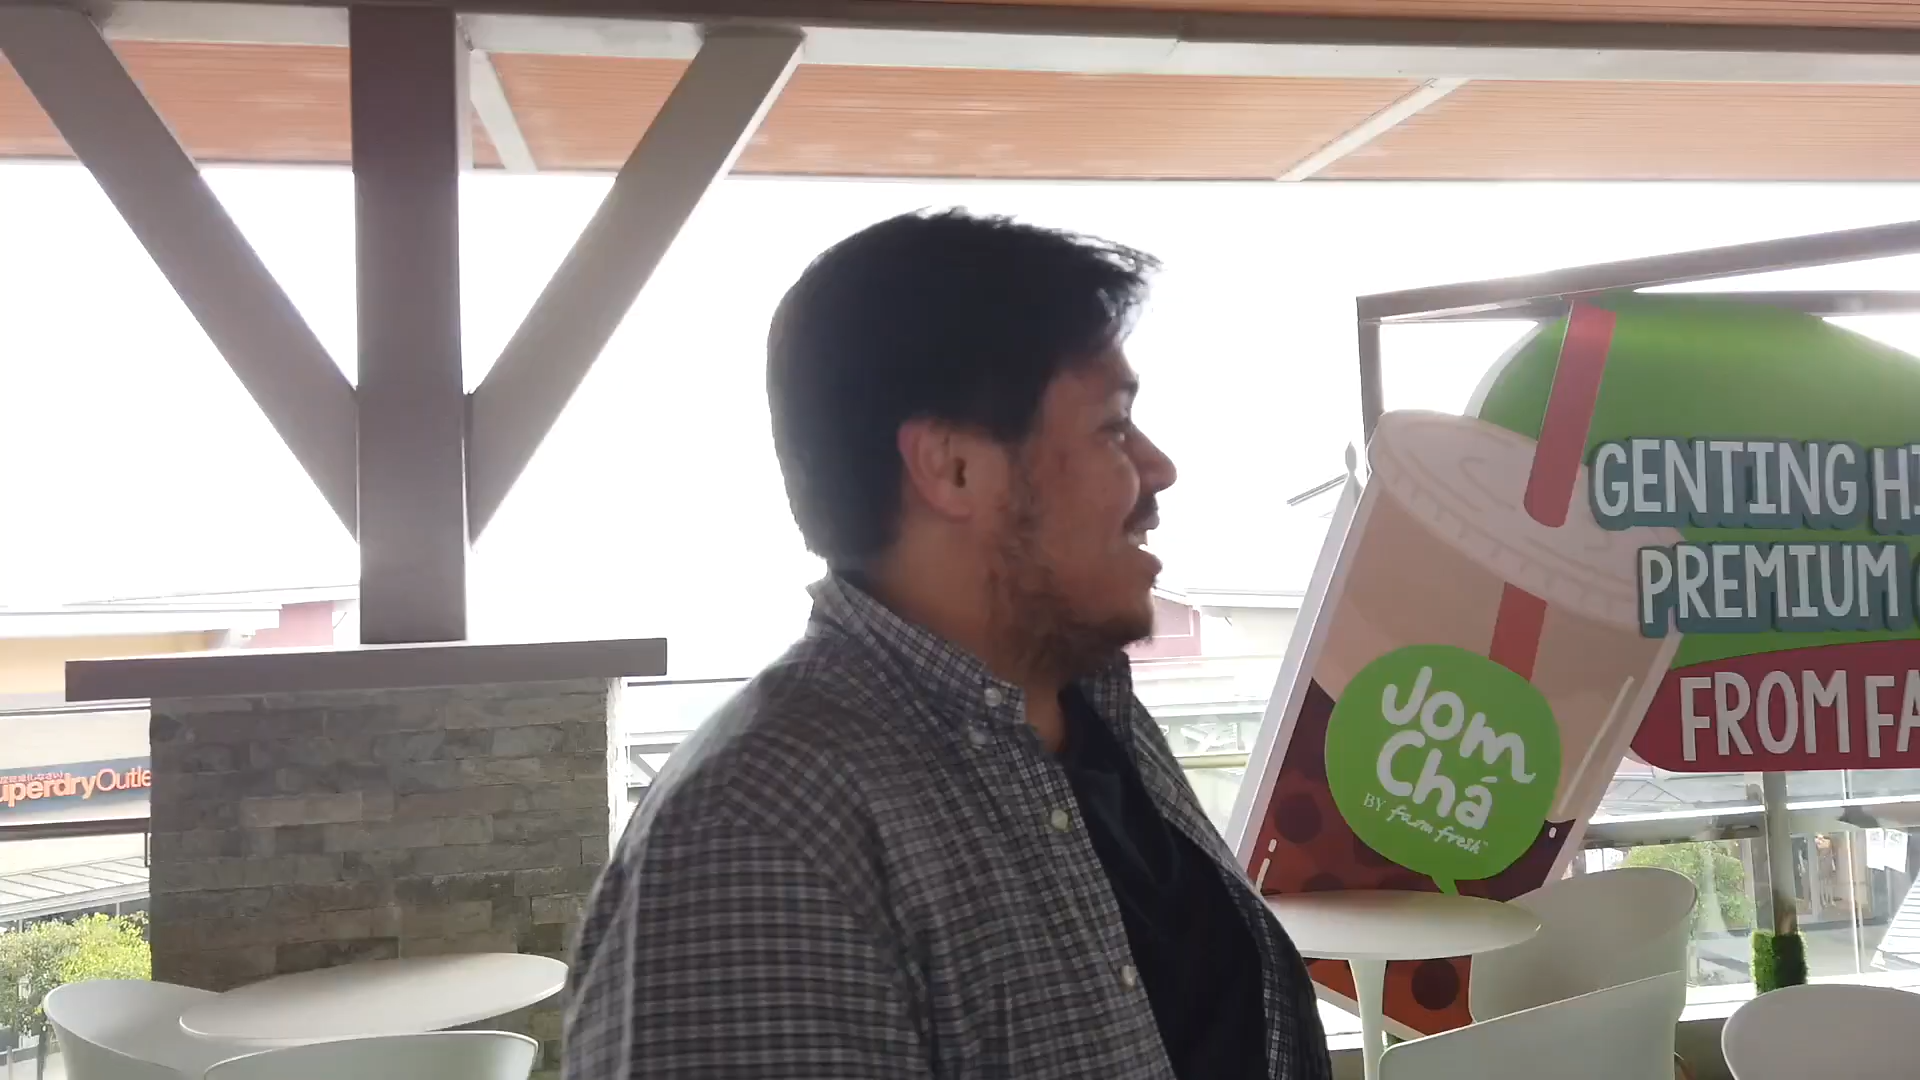 GENTING HI
PREMIUM
FROM FA
Jom
Chá
BY farm fresh
uperdryOutle